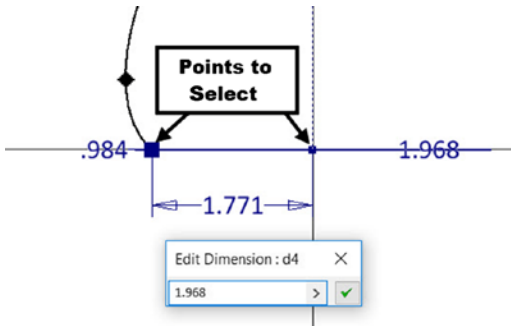 Points to
Select
.984
1.968
1.771
Edit Dimension : d4
1.968